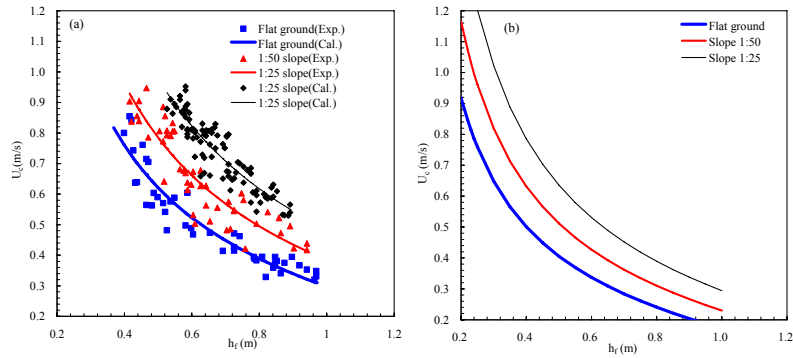 (a)
Flat ground(Exp.)
Flat ground(Cal.)
1:50 slope(Exp.)
1:25 slope(Exp.)
1:25 slope(Cal.)
1:25 slope(Cal.)
1.2
1.1
1.0
0.9
0.8
0.7
0.6
0.5
0.4
0.3
0.2
U_c(m/s)
0.2 0.4 0.6 0.8 1 1.2
h_f (m)
(b)
Flat ground
Slope 1:50
Slope 1:25
1.2
1.1
1.0
0.9
0.8
0.7
0.6
0.5
0.4
0.3
0.2
U_c (m/s)
0.2 0.4 0.6 0.8 1.0 1.2
h_f (m)